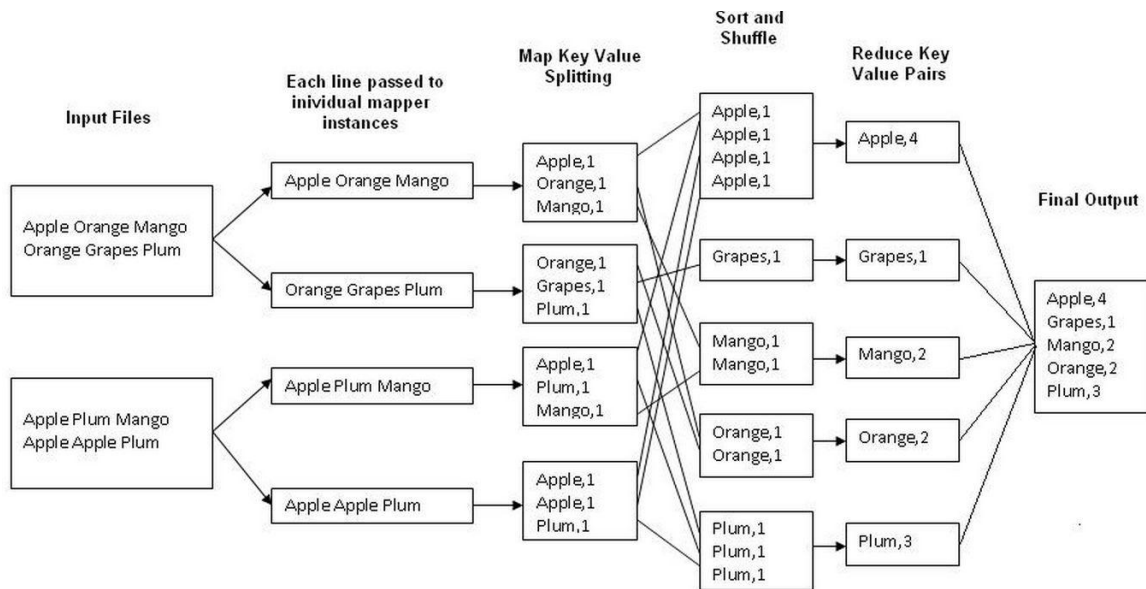 Input Files
Apple Orange Mango
Orange Grapes Plum
Apple Plum Mango
Apple Apple Plum
Each line passed to
inividual mapper
instances
Apple Orange Mango
Orange Grapes Plum
Apple Plum Mango
Apple Apple Plum
Map Key Value
Splitting
Apple,1
Orange,1
Mango,1
Orange,1
Grapes,1
Plum,1
Apple,1
Plum,1
Mango,1
Apple,1
Apple,1
Plum,1
Sort and
Shuffle
Apple,1
Apple,1
Apple,1
Apple,1
Grapes,1
Mango,1
Mango,1
Orange,1
Orange,1
Plum,1
Plum,1
Plum,1
Reduce Key
Value Pairs
Apple,4
Grapes,1
Mango,2
Orange,2
Plum,3
Final Output
Apple,4
Grapes,1
Mango,2
Orange,2
Plum,3